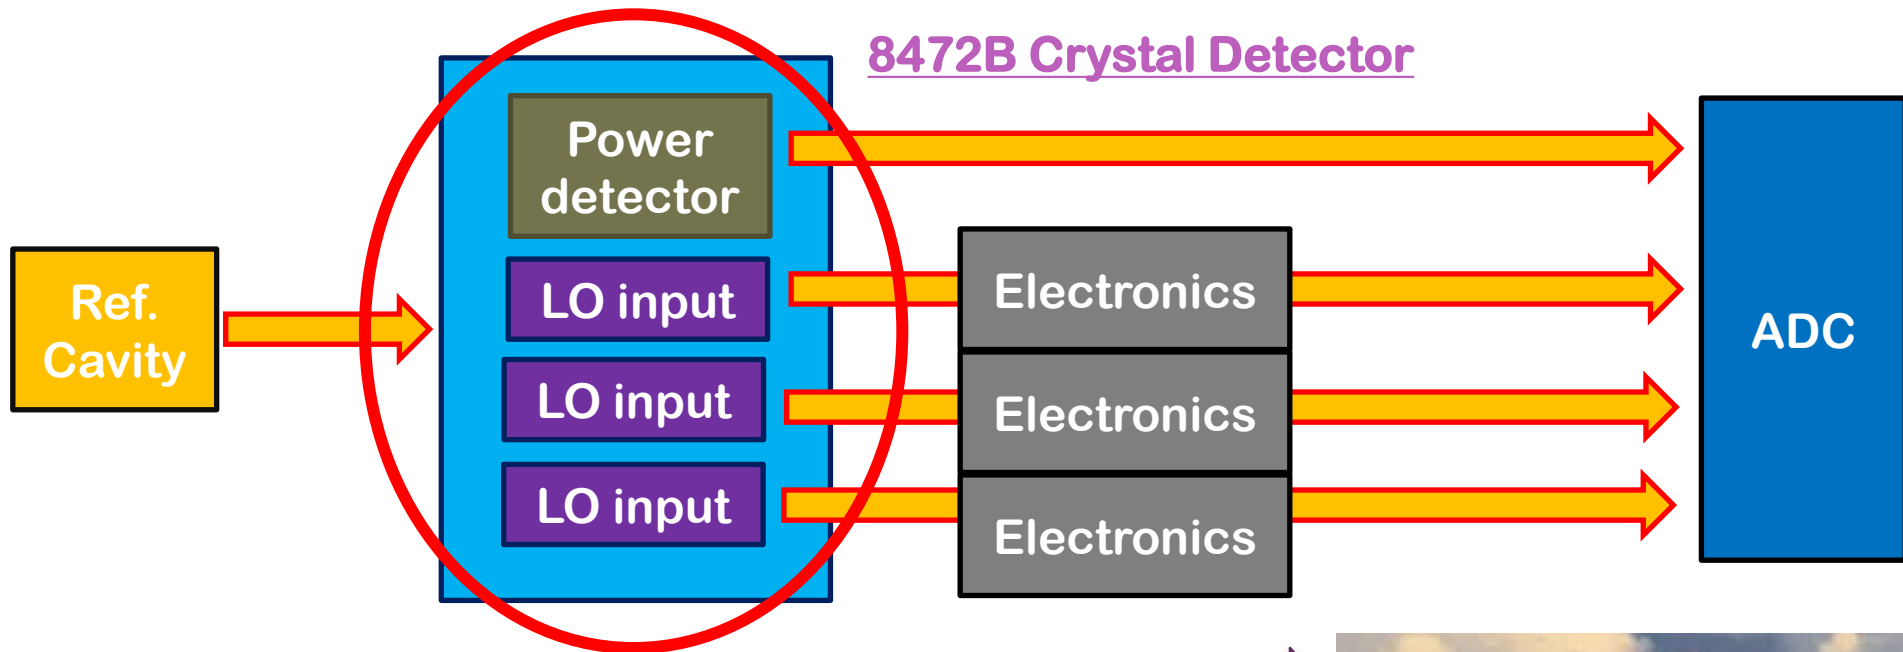 8472B Crystal Detector
Power
detector
Ref.
Cavity
LO input
LO input
LO input
Electronics
Electronics
Electronics
ADC